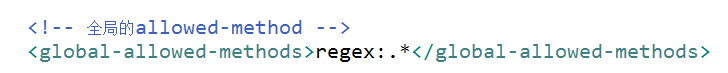 <!-- 全局的allowed-method -->
<global-allowed-methods>regex:.*</global-allowed-methods>